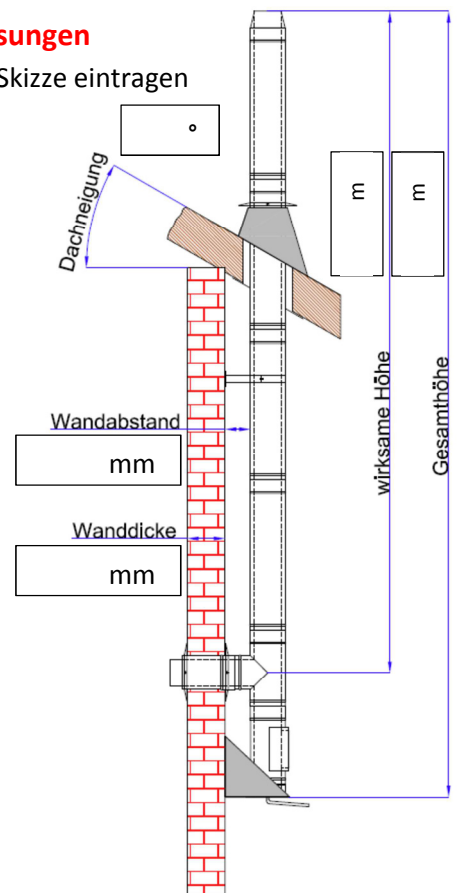 sungen
Skizze eintragen
°
Dachneigung
m
m
wirksame Höhe
Gesamthöhe
Wandabstand
mm
Wanddicke
mm